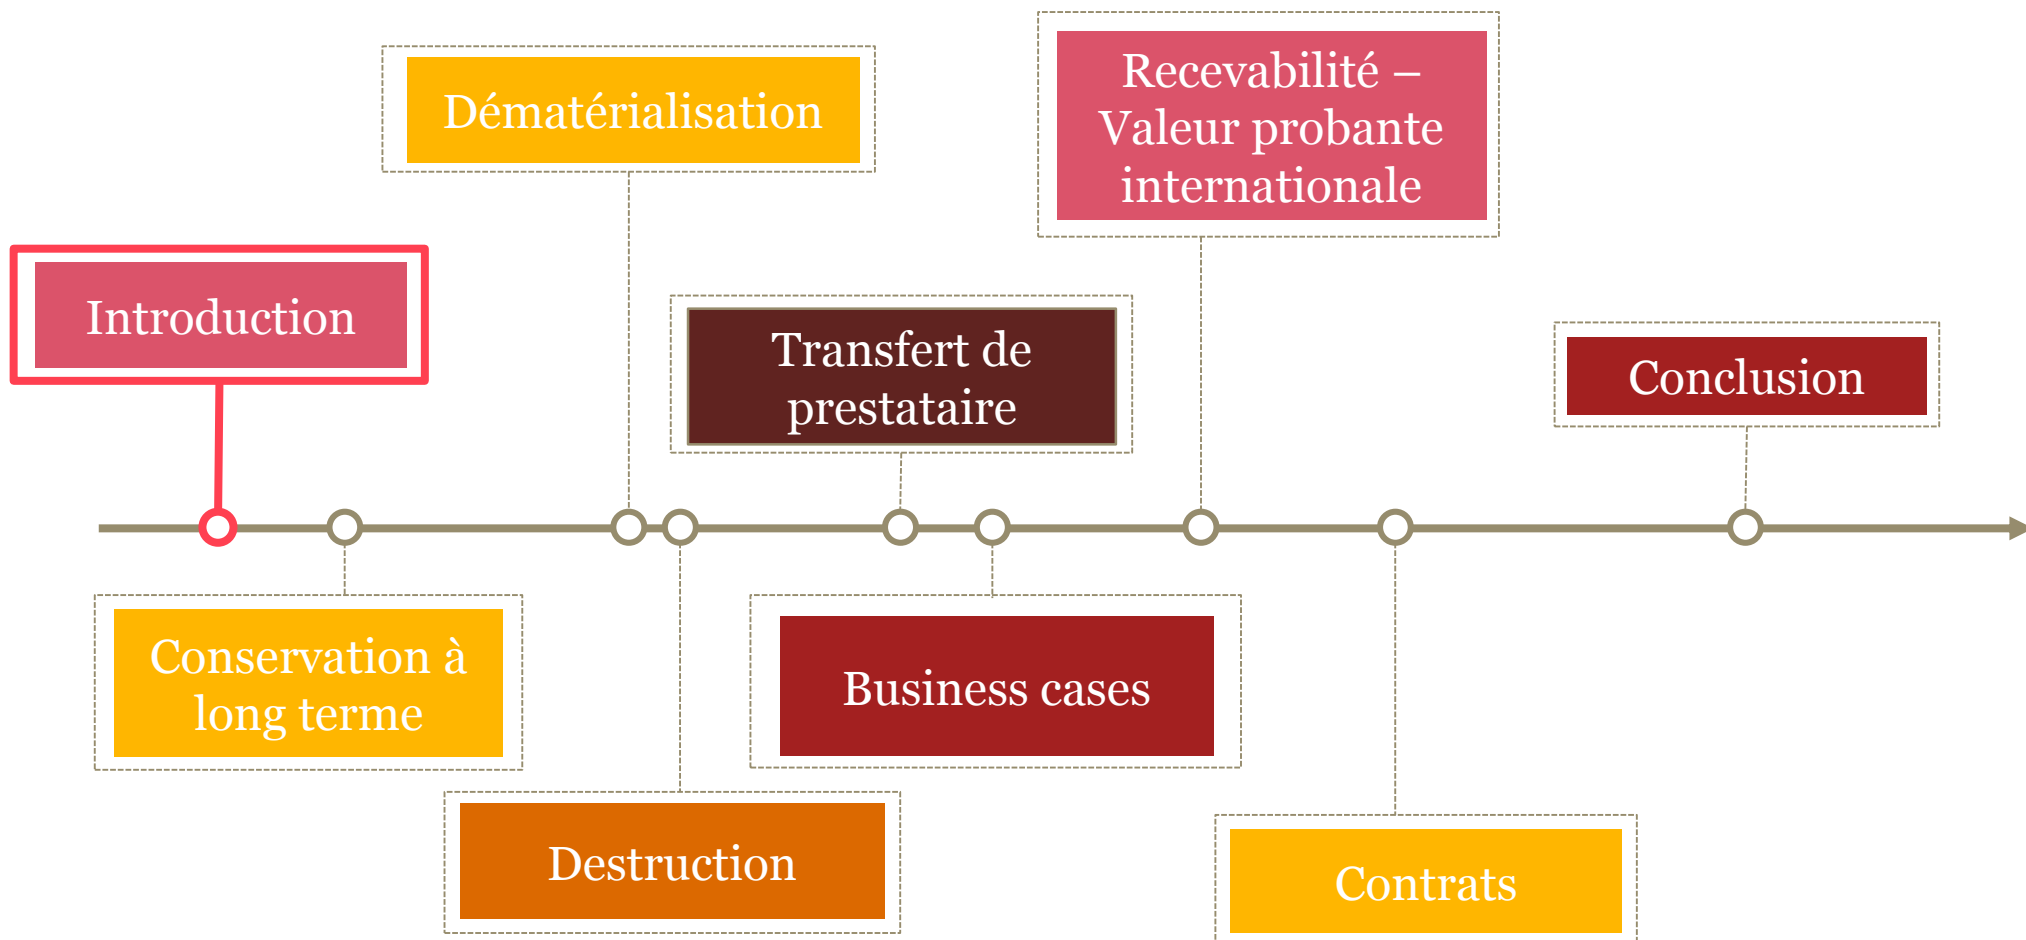 Dématérialisation
Recevabilité –
Valeur probante
internationale
Introduction
Transfert de
prestataire
Conclusion
Conservation à
long terme
Business cases
Destruction
Contrats